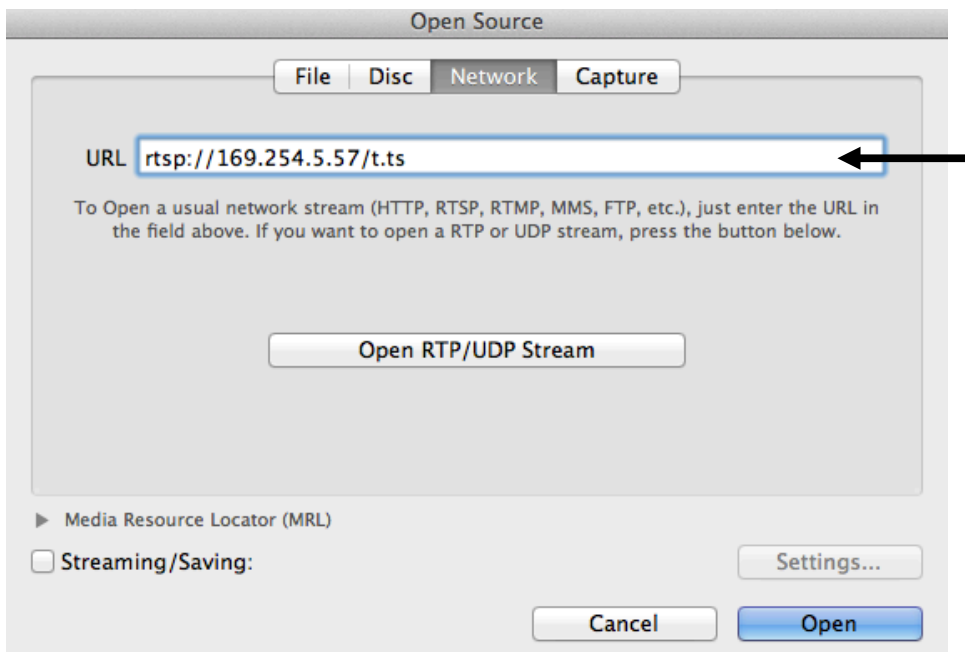 Open Source
File Disc Network Capture
URL rtsp://169.254.5.57/t.ts
To Open a usual network stream (HTTP, RTSP, RTMP, MMS, FTP, etc.), just enter the URL in
the field above. If you want to open a RTP or UDP stream, press the button below.
Open RTP/UDP Stream
Media Resource Locator (MRL)
Streaming/Saving:
Settings...
Cancel Open